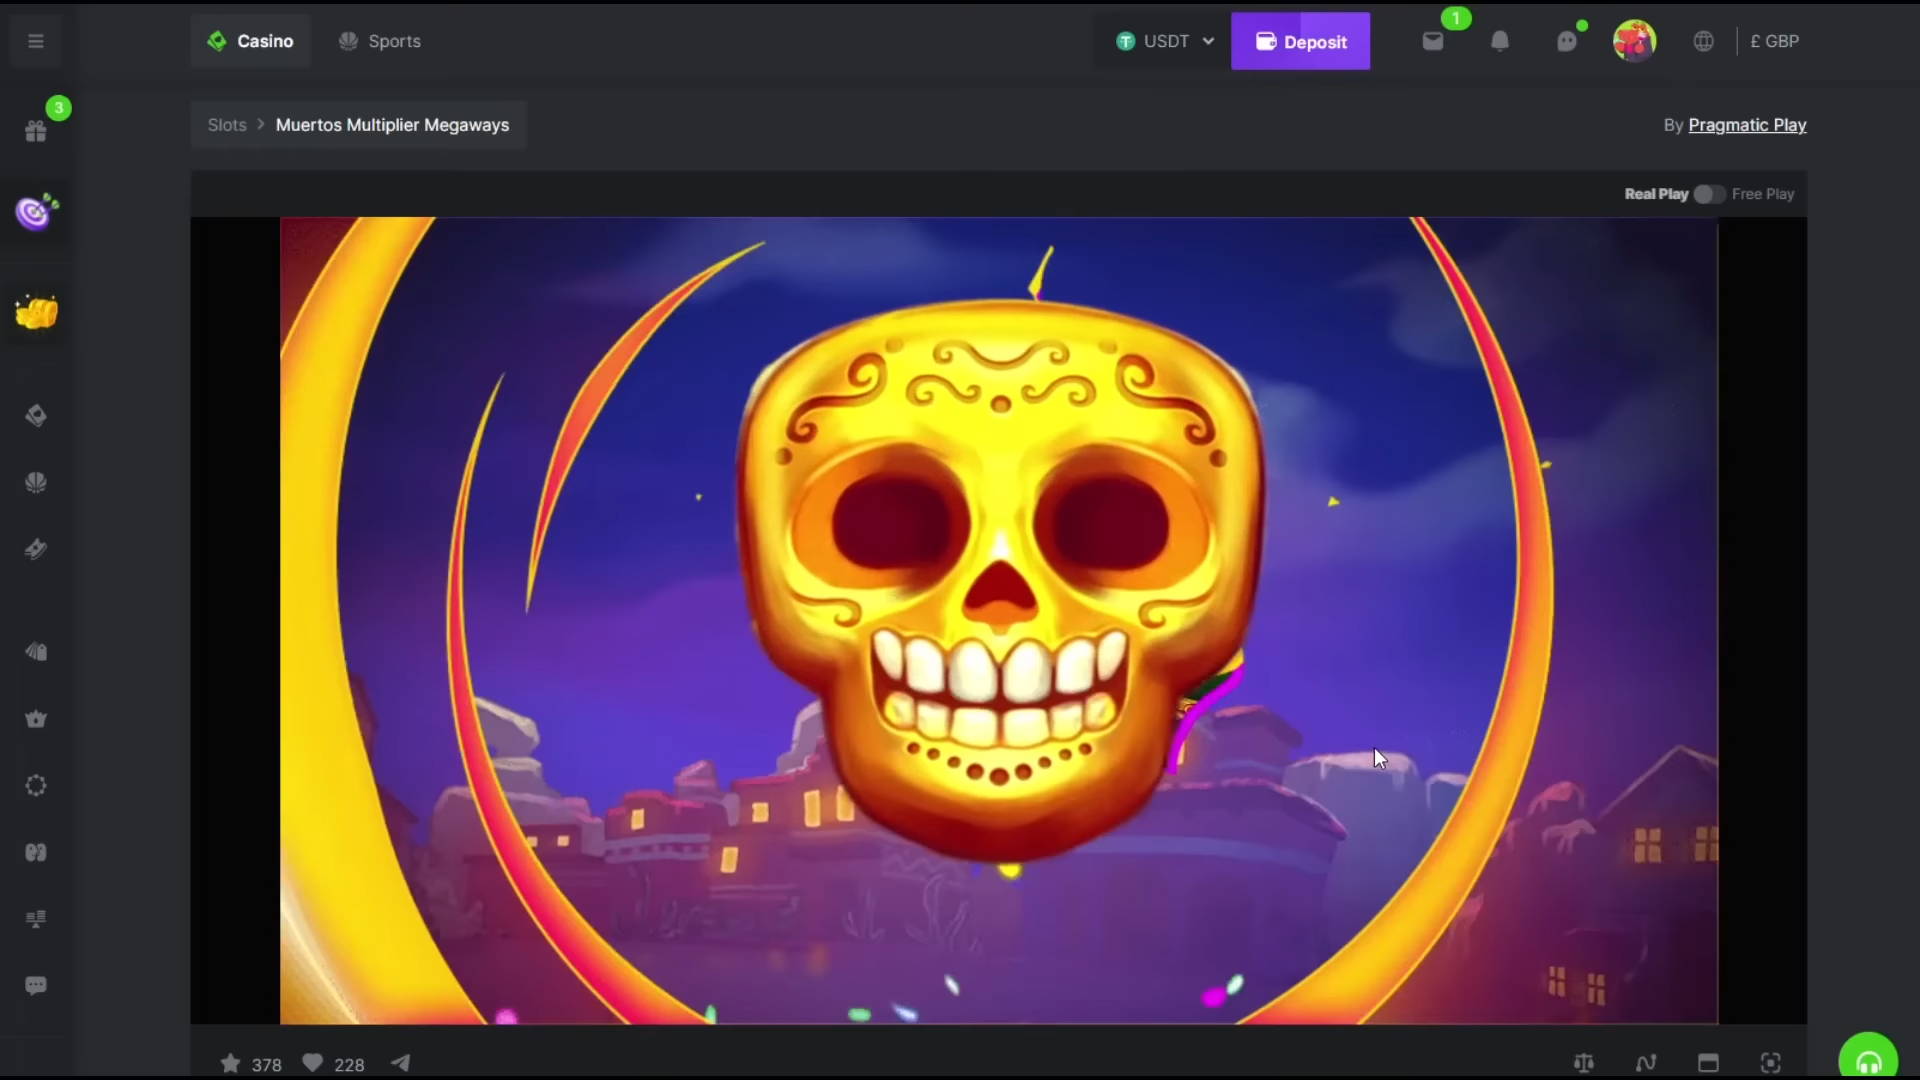 Casino
Sports
USDT
Deposit
1
£ GBP
3
Slots > Muertos Multiplier Megaways
By Pragmatic Play
Real Play
Free Play
378
228